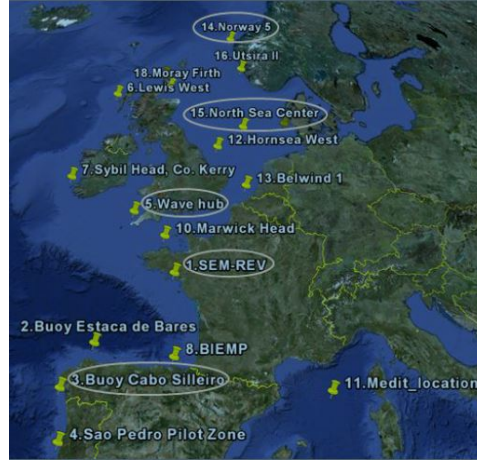 14.Norway 5
16.Utsira II
18.Moray Firth
6.Lewis West
15.North Sea Center
12.Hornsea West
7.Sybil Head, Co. Kerry
13.Belwind 1
5.Wave hub
10.Marwick Head
1.SEM-REV
2.Buoy Estaca de Bares
8.BIEMP
3.Buoy Cabo Silleiro
11.Medit_location
4.Sao Pedro Pilot Zone